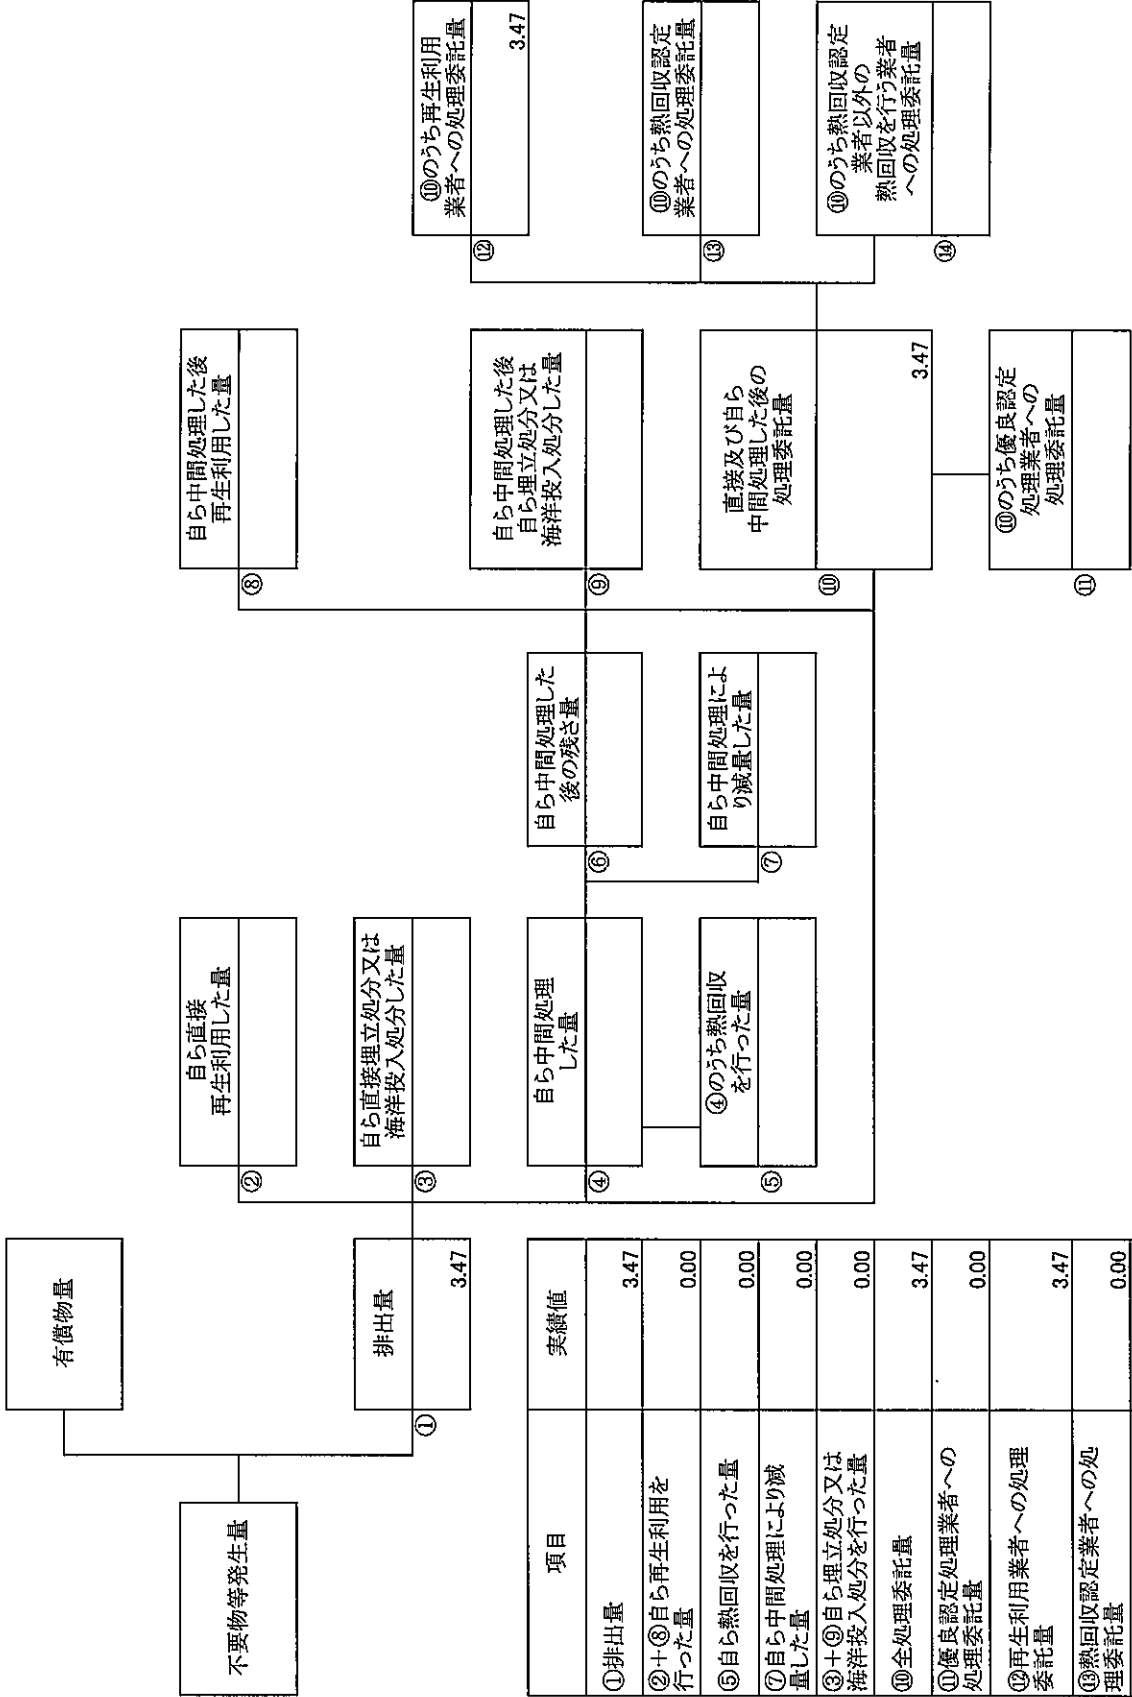 不要物等発生量
有償物量
①
排出量
3.47
②
自ら直接
再生利用した量
③
自ら直接埋立処分又は
海洋投入処分した量
④
自ら中間処理
した量
⑤
④のうち熱回収
を行った量
⑥
自ら中間処理した
後の残さ量
⑦
自ら中間処理によ
り減量した量
⑧
自ら中間処理した後
再生利用した量
⑨
自ら中間処理した後
自ら埋立処分又は
海洋投入処分した量
⑩
直接及び自ら
中間処理した後の
処理委託量
3.47
⑪
⑩のうち優良認定
処理業者への
処理委託量
⑫
⑩のうち再生利用
業者への処理委託量
3.47
⑬
⑩のうち熱回収認定
業者への処理委託量
⑭
⑩のうち熱回収認定
業者以外の
熱回収を行う業者
への処理委託量
項目 実績値
①排出量 3.47
②+⑧自ら再生利用を
行った量 0.00
⑤自ら熱回収を行った量 0.00
⑦自ら中間処理により減
量した量 0.00
③+⑨自ら埋立処分又は
海洋投入処分を行った量 0.00
⑩全処理委託量 3.47
⑪優良認定処理業者への
処理委託量 0.00
⑫再生利用業者への処理
委託量 3.47
⑬熱回収認定業者への処
理委託量 0.00